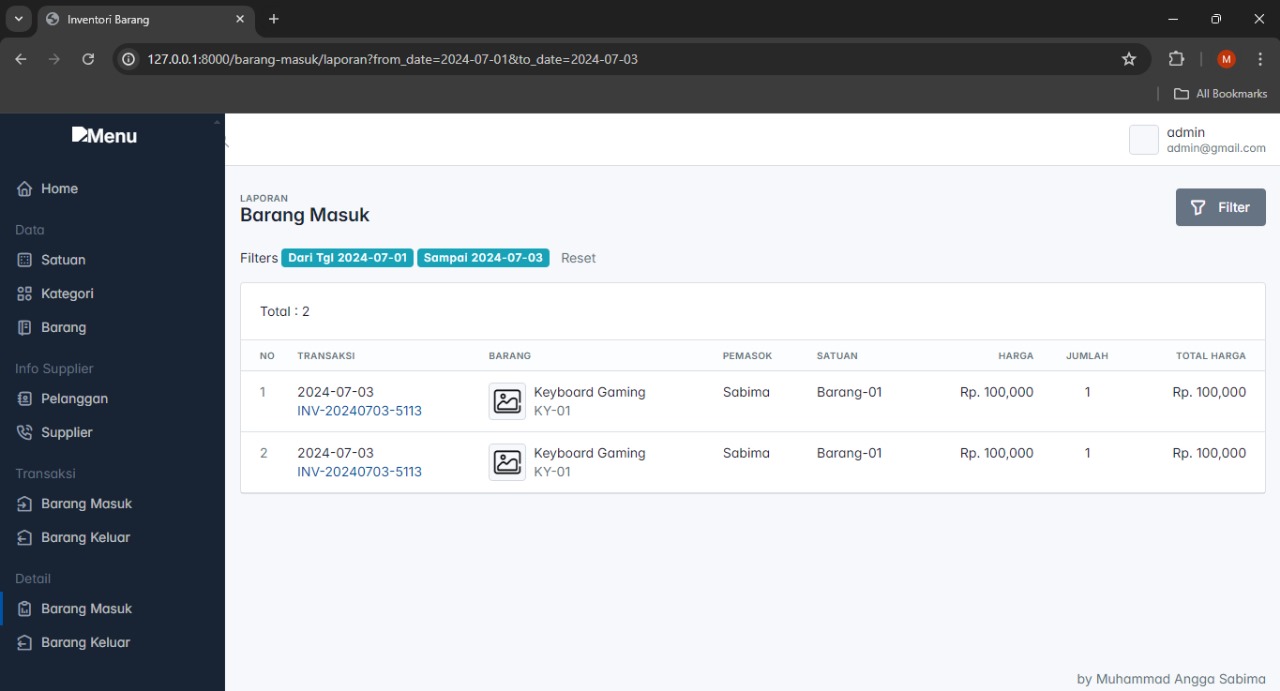 Inventori Barang
127.0.0.1:8000/barang-masuk/laporan?from_date=2024-07-01&to_date=2024-07-03
M
All Bookmarks
Menu
admin
admin@gmail.com
Home
Data
Satuan
Kategori
Barang
Info Supplier
Pelanggan
Supplier
Transaksi
Barang Masuk
Barang Keluar
Detail
Barang Masuk
Barang Keluar
LAPORAN
Barang Masuk
Filter
Filters Dari Tgl 2024-07-01 Sampai 2024-07-03 Reset
Total : 2
NO TRANSAKSI BARANG PEMASOK SATUAN HARGA JUMLAH TOTAL HARGA
1 2024-07-03 Keyboard Gaming Sabima Barang-01 Rp. 100,000 1 Rp. 100,000
INV-20240703-5113 KY-01
2 2024-07-03 Keyboard Gaming Sabima Barang-01 Rp. 100,000 1 Rp. 100,000
INV-20240703-5113 KY-01
by Muhammad Angga Sabima